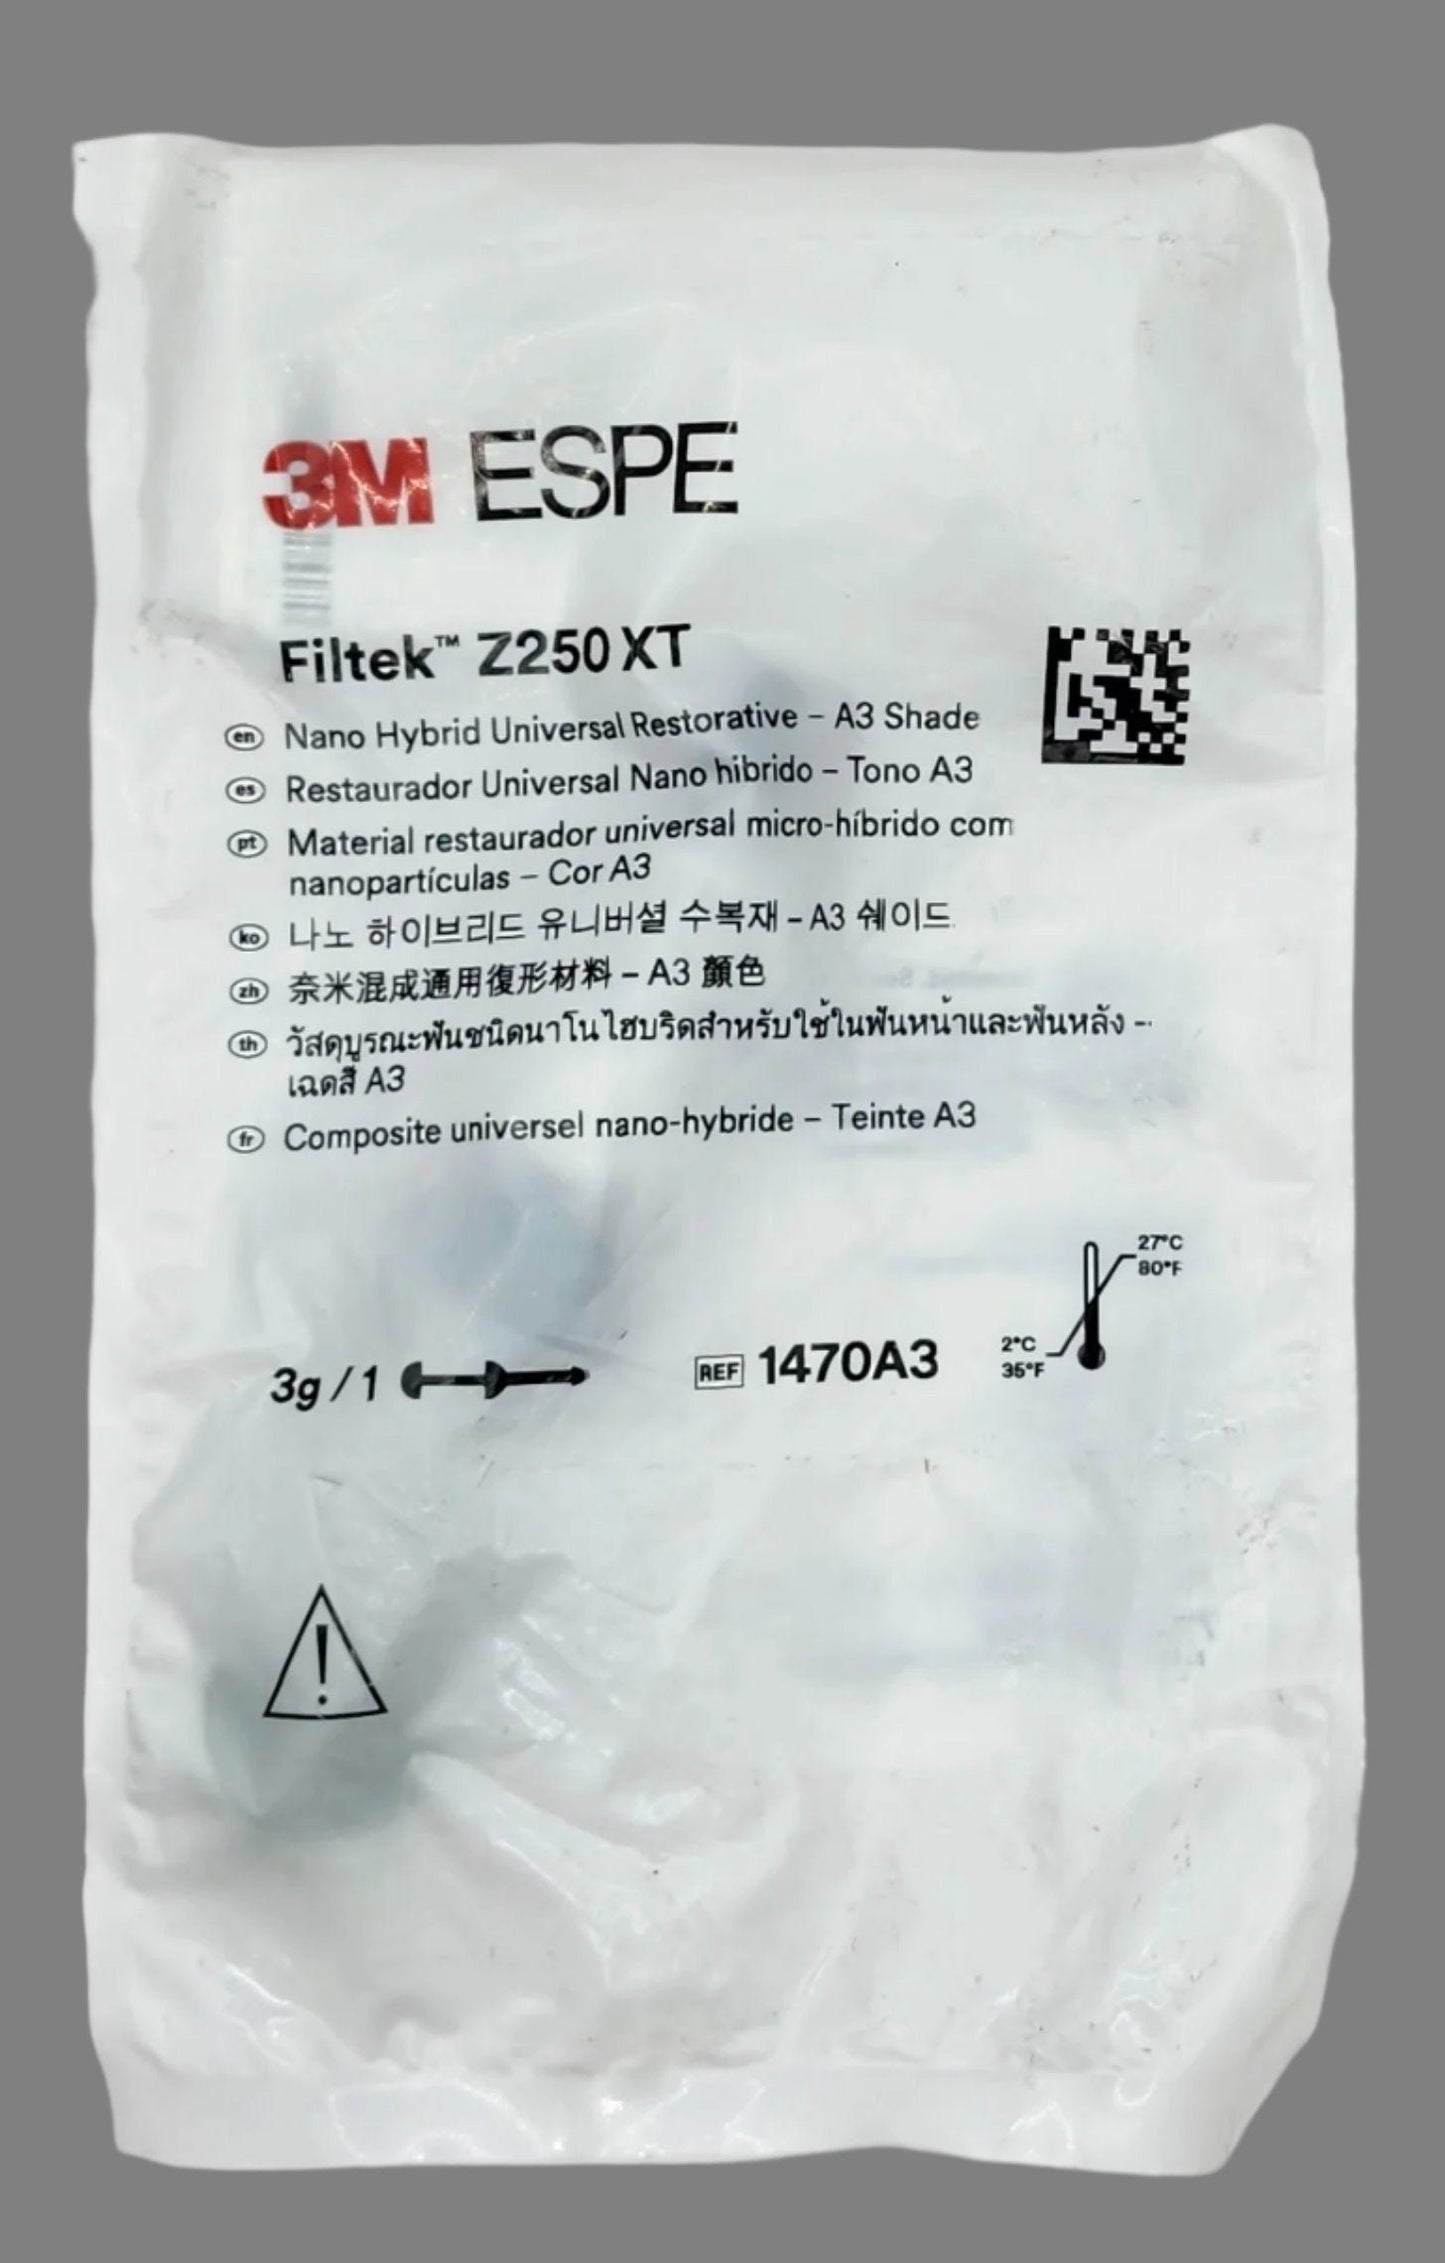 3M ESPE
Filtek™ Z250 XT
en Nano Hybrid Universal Restorative – A3 Shade
es Restaurador Universal Nano hibrido – Tono A3
pt Material restaurador universal micro-híbrido com
nanopartículas – Cor A3
ko 나노 하이브리드 유니버셜 수복재 – A3 쉐이드
zh 奈米混成通用復形材料 – A3 顏色
th วัสดุบูรณะฟันชนิดนาโนไฮบริดสำหรับใช้ในฟันหน้าและฟันหลัง –
เฉดสี A3
fr Composite universel nano-hybride – Teinte A3
27°C
80°F
2°C
35°F
3g / 1
REF 1470A3